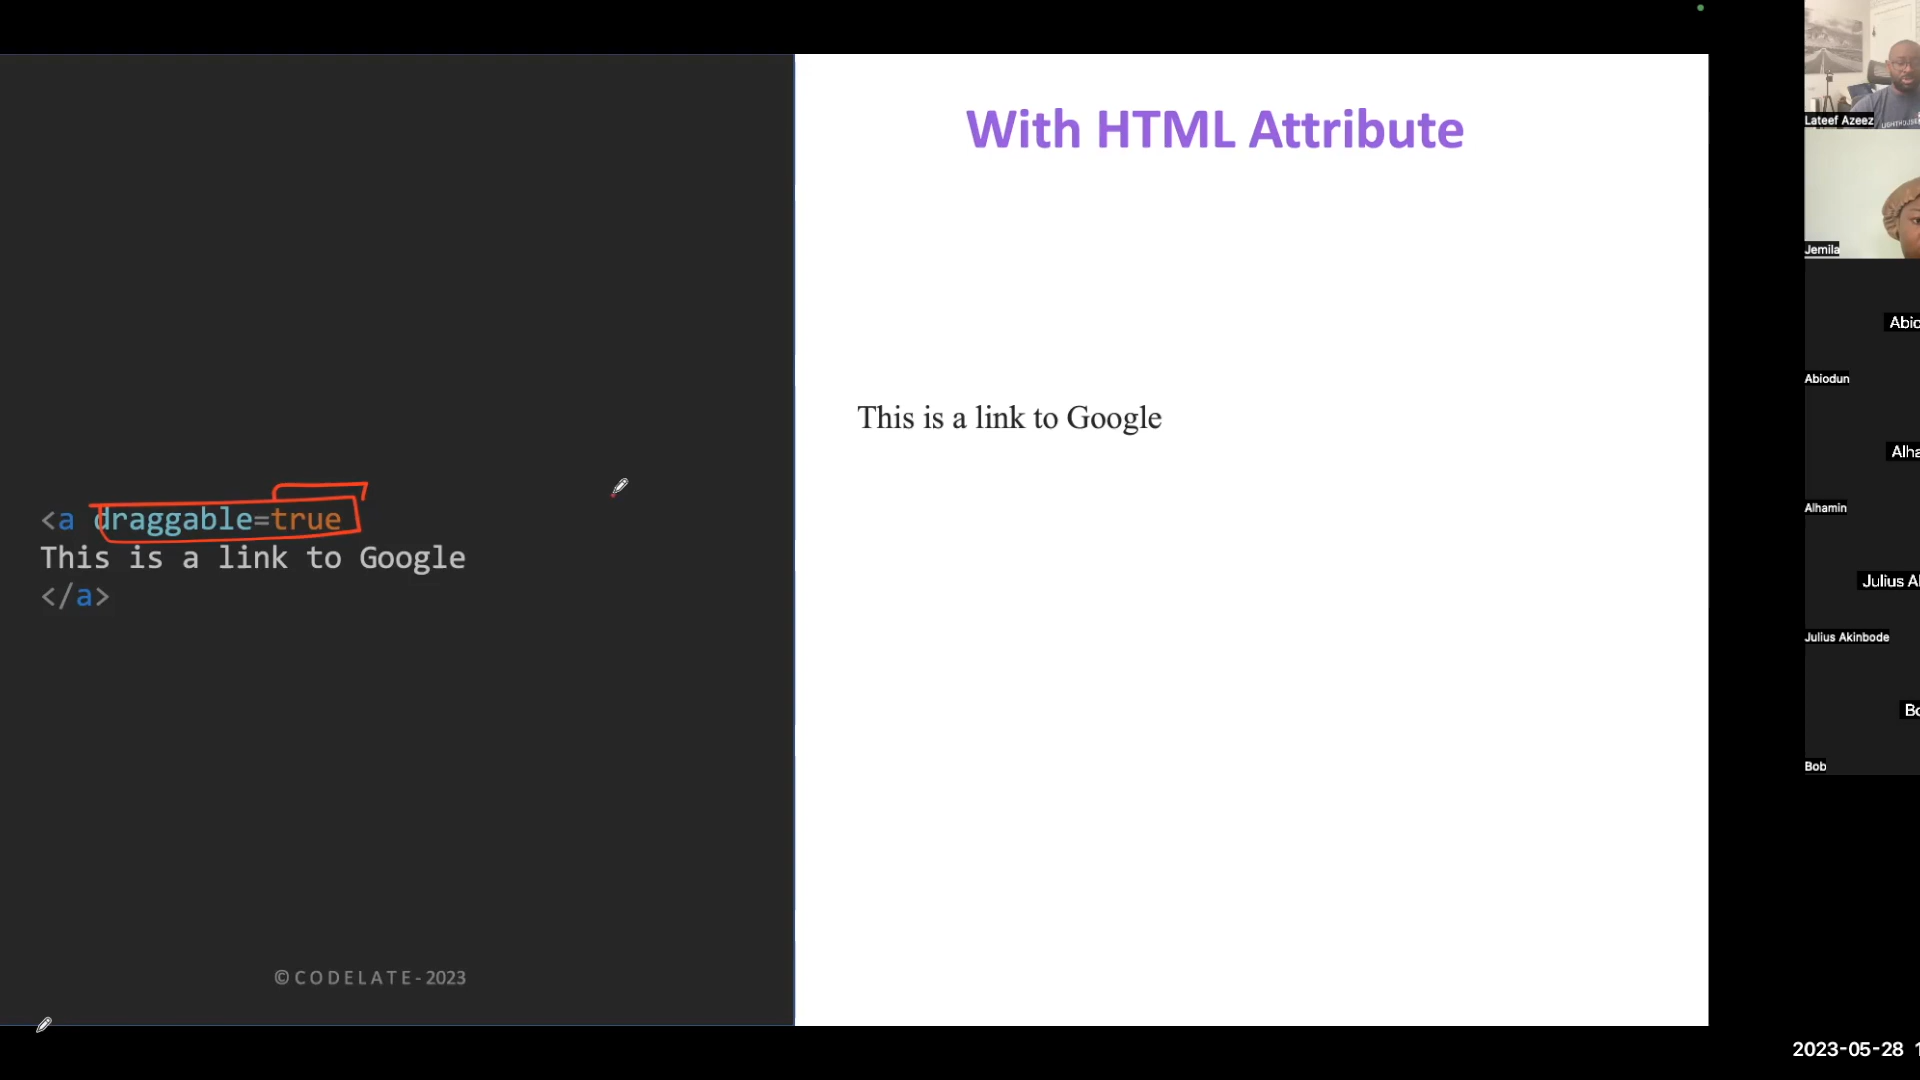 With HTML Attribute
This is a link to Google
<a draggable=true
This is a link to Google
</a>
© CODELATE - 2023
Lateef Azeez
Jemila
Abiodun
Alhamin
Julius Akinbode
Bob
2023-05-28